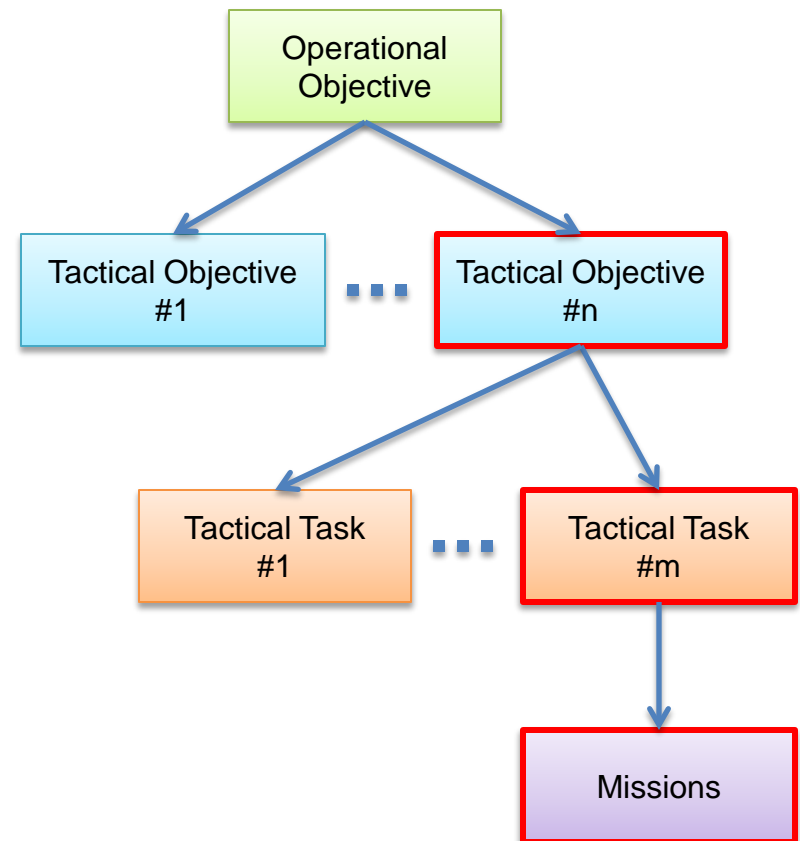 Operational
Objective
Tactical Objective
#1
Tactical Objective
#n
Tactical Task
#1
Tactical Task
#m
Missions